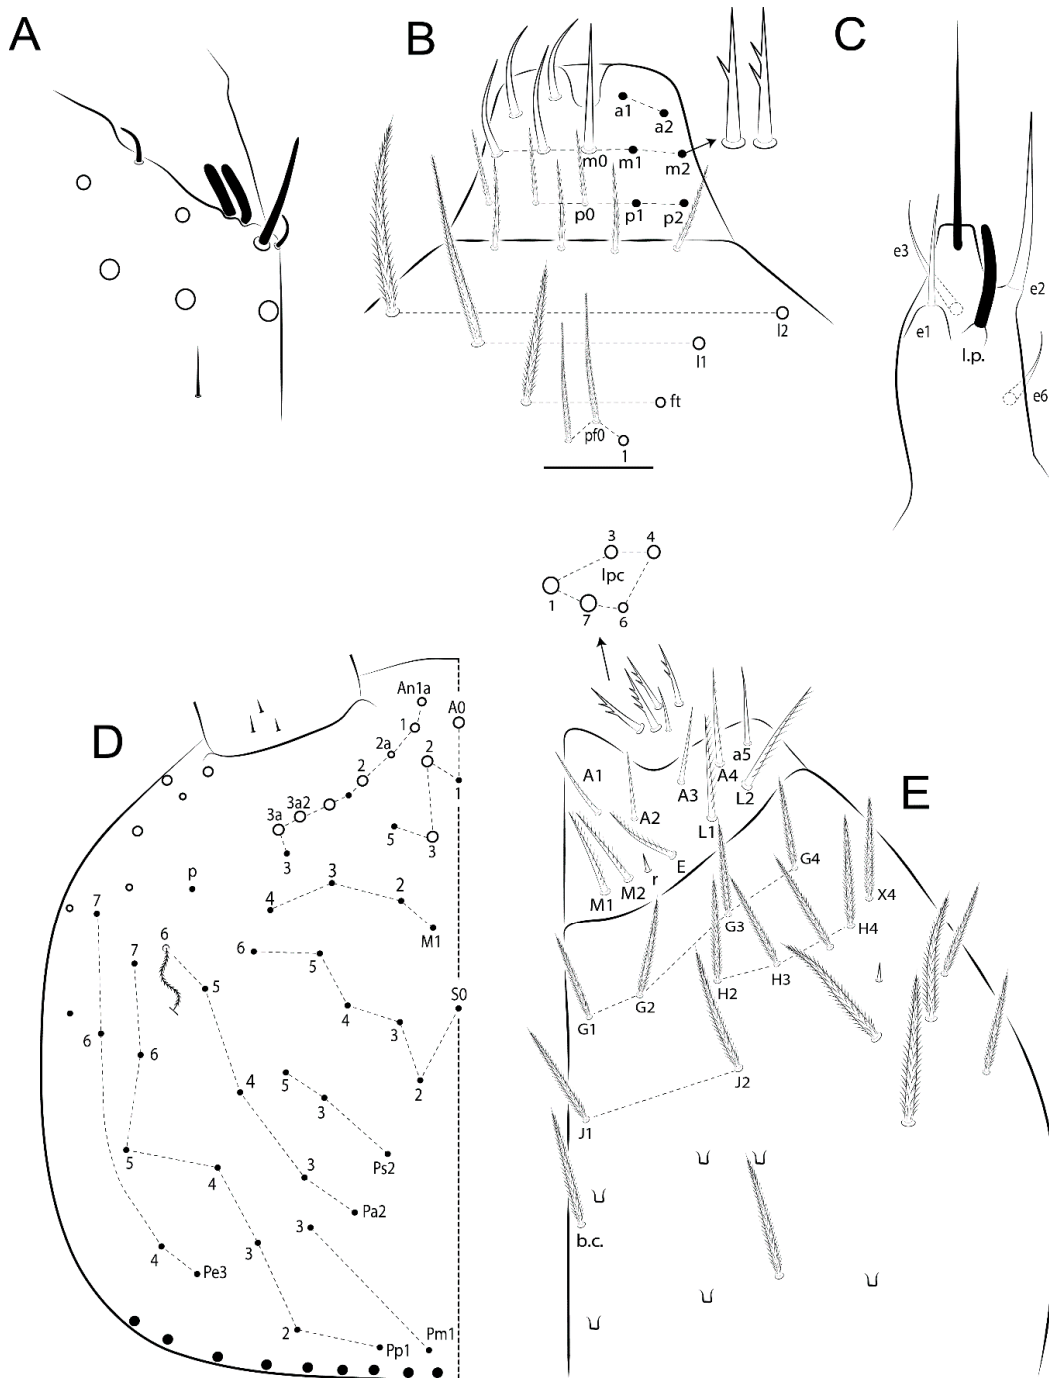 A
B
a1
a2
m0
m1
m2
p0
p1
p2
l2
l1
ft
pf0
1
C
e3
e2
e1
l.p.
e6
3 4
lpc
1
7
6
D
An1a
A0
1
2a
2
2
1
3a2
3a
5
3
3
p
3
2
4
M1
7
6
7
6
5
5
S0
4
3
6
6
2
5
4
3
5
4
Ps2
3
Pa2
3
3
4
Pe3
2
Pm1
Pp1
E
A1
A3
A4
a5
L2
A2
L1
E
r
M2
M1
G4
X4
G3
H4
H3
H2
G2
G1
J2
J1
b.c.